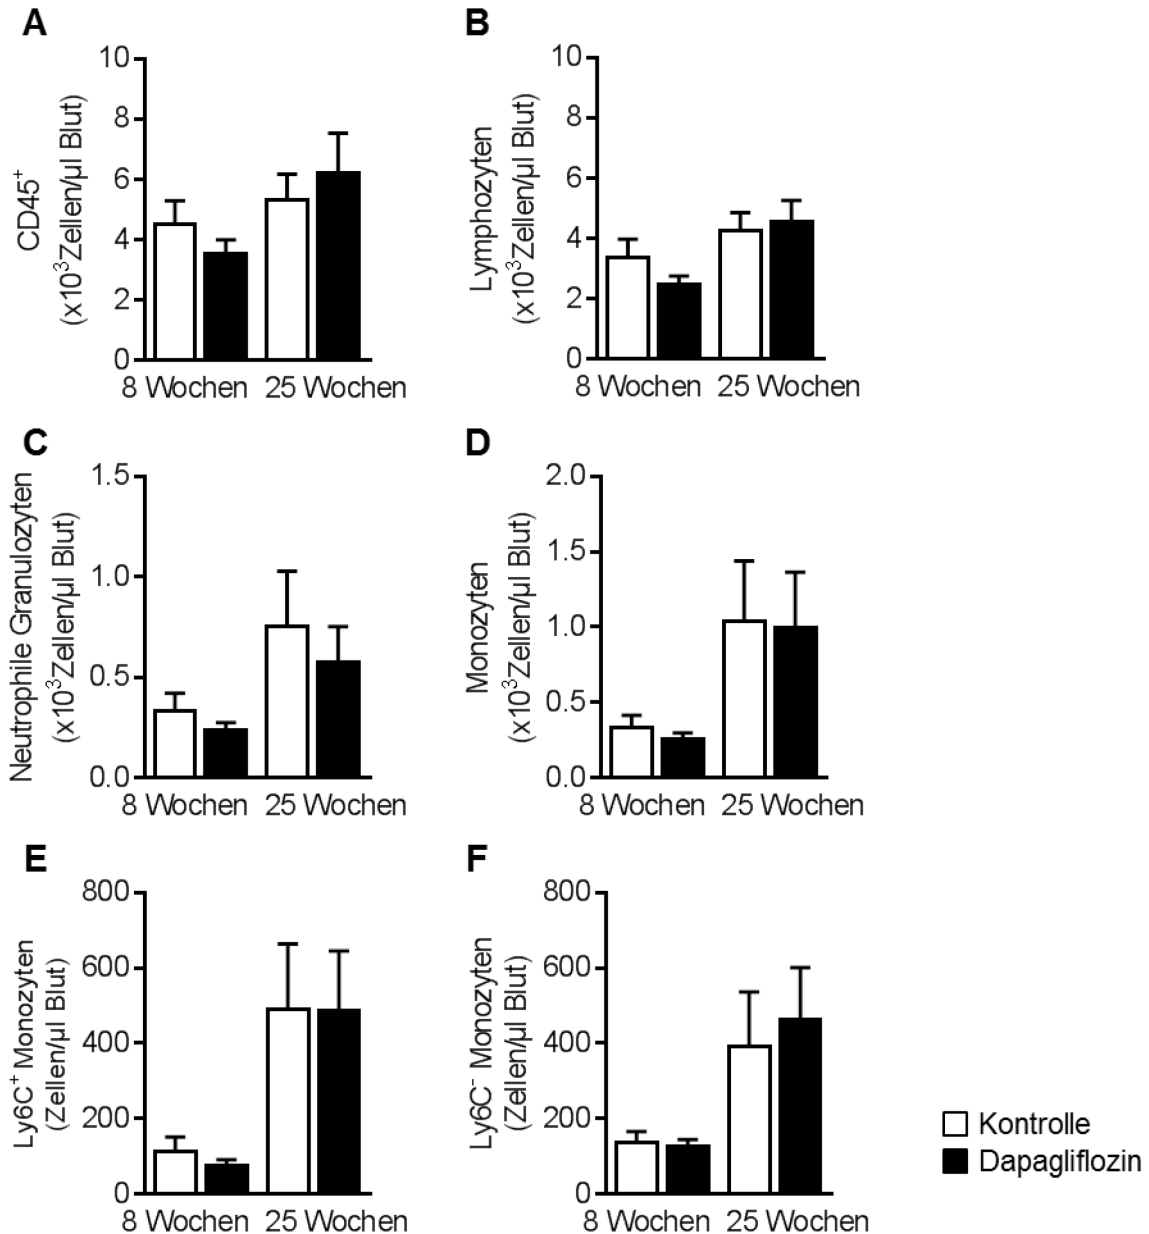 A
CD45⁺
(x10³Zellen/µl Blut)
10
8
6
4
2
0
8 Wochen 25 Wochen
B
Lymphozyten
(x10³Zellen/µl Blut)
10
8
6
4
2
0
8 Wochen 25 Wochen
C
Neutrophile Granulozyten
(x10³Zellen/µl Blut)
1.5
1.0
0.5
0.0
8 Wochen 25 Wochen
D
Monozyten
(x10³Zellen/µl Blut)
2.0
1.5
1.0
0.5
0.0
8 Wochen 25 Wochen
E
Ly6C⁺ Monozyten
(Zellen/µl Blut)
800
600
400
200
0
8 Wochen 25 Wochen
F
Ly6C⁻ Monozyten
(Zellen/µl Blut)
800
600
400
200
0
8 Wochen 25 Wochen
Kontrolle
Dapagliflozin